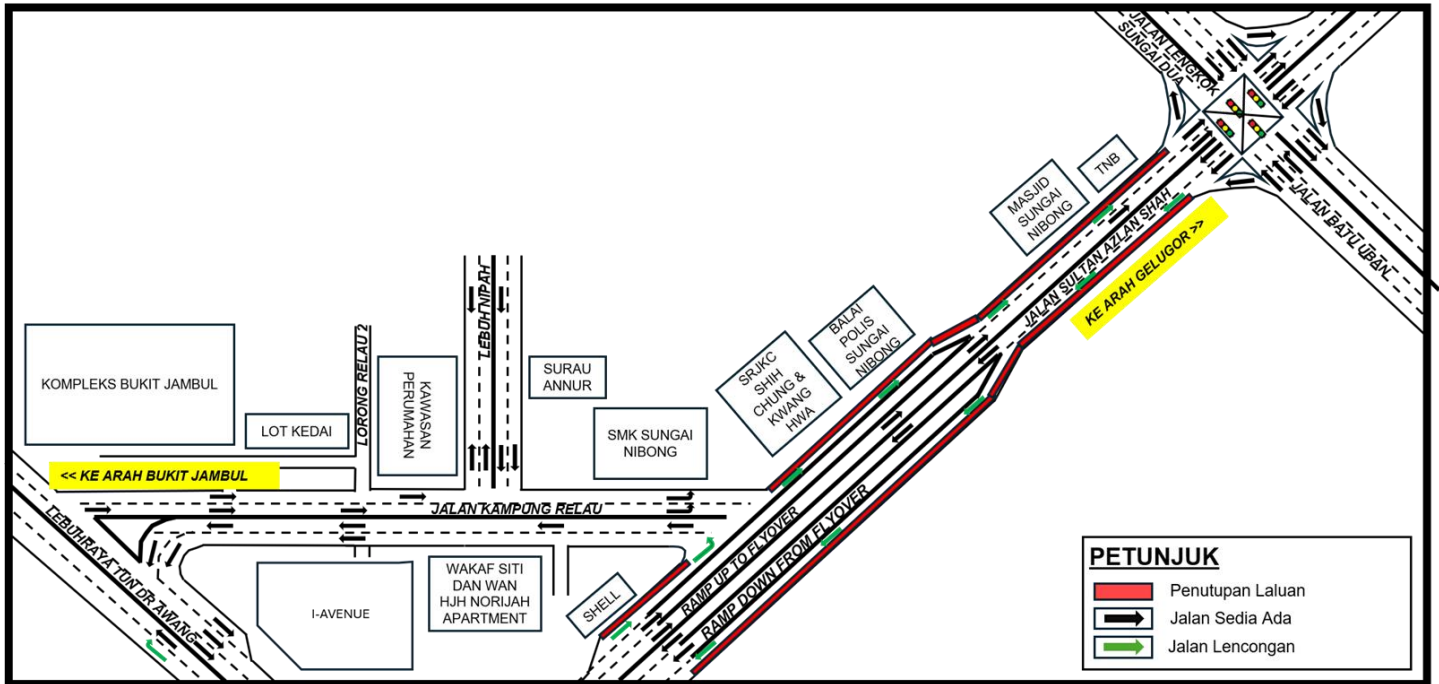 JALAN LENGKOK
SUNGAI DUA
TNB
MASJID
SUNGAI
NIBONG
JALAN SULTAN AZLAN SHAH
KE ARAH GELUGOR >>
JALAN BATU UBAN
KOMPLEKS BUKIT JAMBUL
LOT KEDAI
LORONG RELAU 2
KAWASAN
PERUMAHAN
LEBUH NIPAH
SURAU
ANNUR
SMK SUNGAI
NIBONG
SRJKC
SHIH
CHUNG &
KWANG
HWA
BALAI
POLIS
SUNGAI
NIBONG
<< KE ARAH BUKIT JAMBUL
JALAN KAMPUNG RELAU
LEBUHRAYA TUN DR AWANG
I-AVENUE
WAKAF SITI
DAN WAN
HJH NORIJAH
APARTMENT
SHELL
RAMP UP TO FLYOVER
RAMP DOWN FROM FLYOVER
PETUNJUK
Penutupan Laluan
Jalan Sedia Ada
Jalan Lencongan